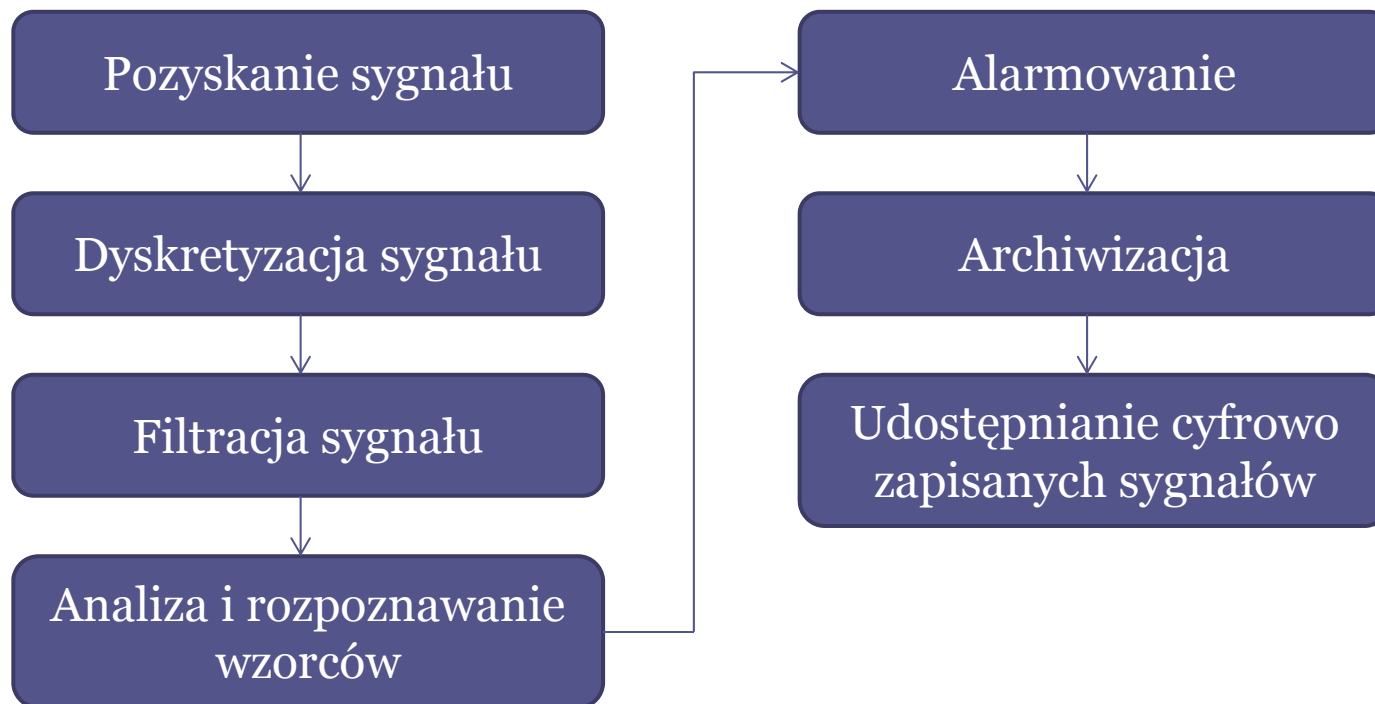 Pozyskanie sygnału
Dyskretyzacja sygnału
Filtracja sygnału
Analiza i rozpoznawanie
wzorców
Alarmowanie
Archiwizacja
Udostępnianie cyfrowo
zapisanych sygnałów